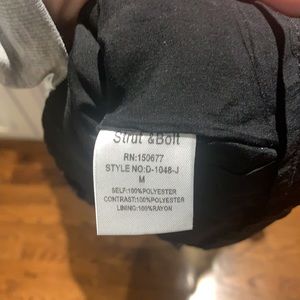 Strut &Bolt
RN:150677
STYLE NO:D-1048-J
M
SELF:100%POLYESTER
CONTRAST:100%POLYESTER
LINING:100%RAYON